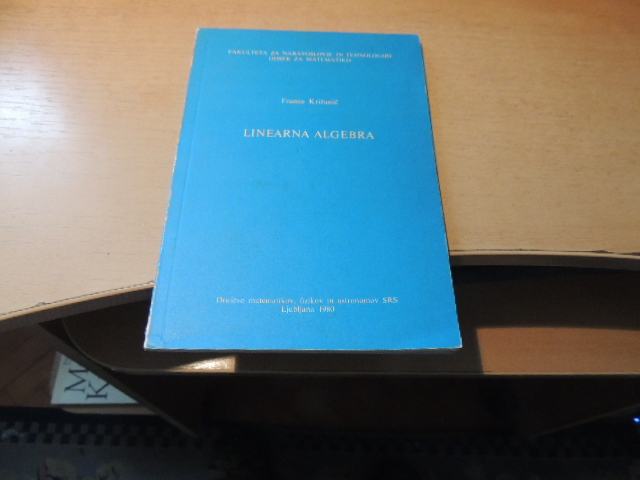 FAKULTETA ZA NARAVOSLOVJE IN TEHNOLOGIJO
ODSEK ZA MATEMATIKO
France Križanič
LINEARNA ALGEBRA
Društvo matematikov, fizikov in astronomov SRS
Ljubljana 1980
M
K